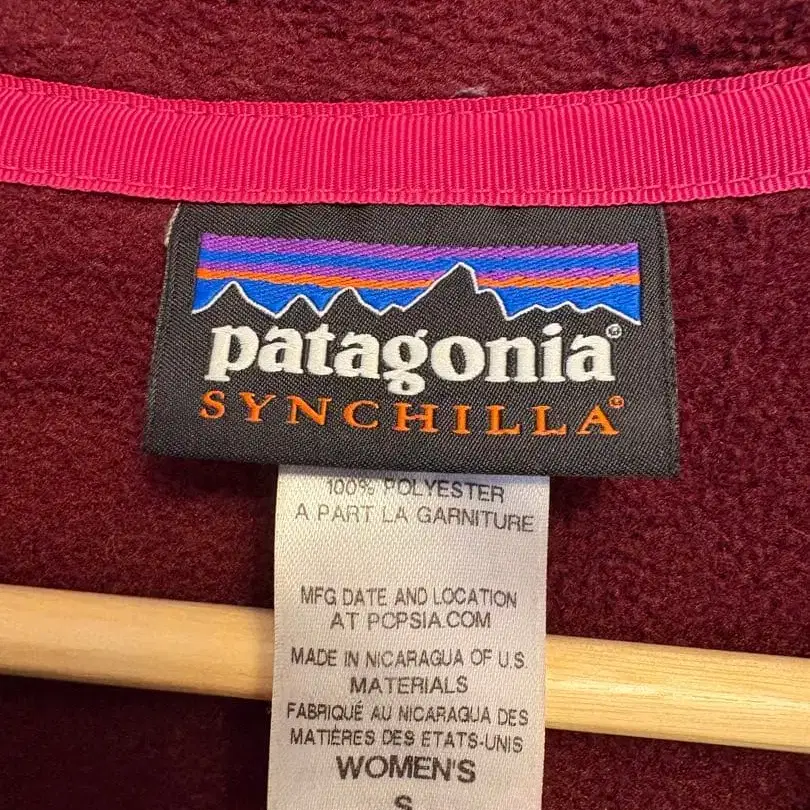 patagonia®
SYNCHILLA®
100% POLYESTER
A PART LA GARNITURE
MFG DATE AND LOCATION
AT PCPSIA.COM
MADE IN NICARAGUA OF U.S.
MATERIALS
FABRIQUÉ AU NICARAGUA DES
MATIÈRES DES ETATS-UNIS
WOMEN'S
S